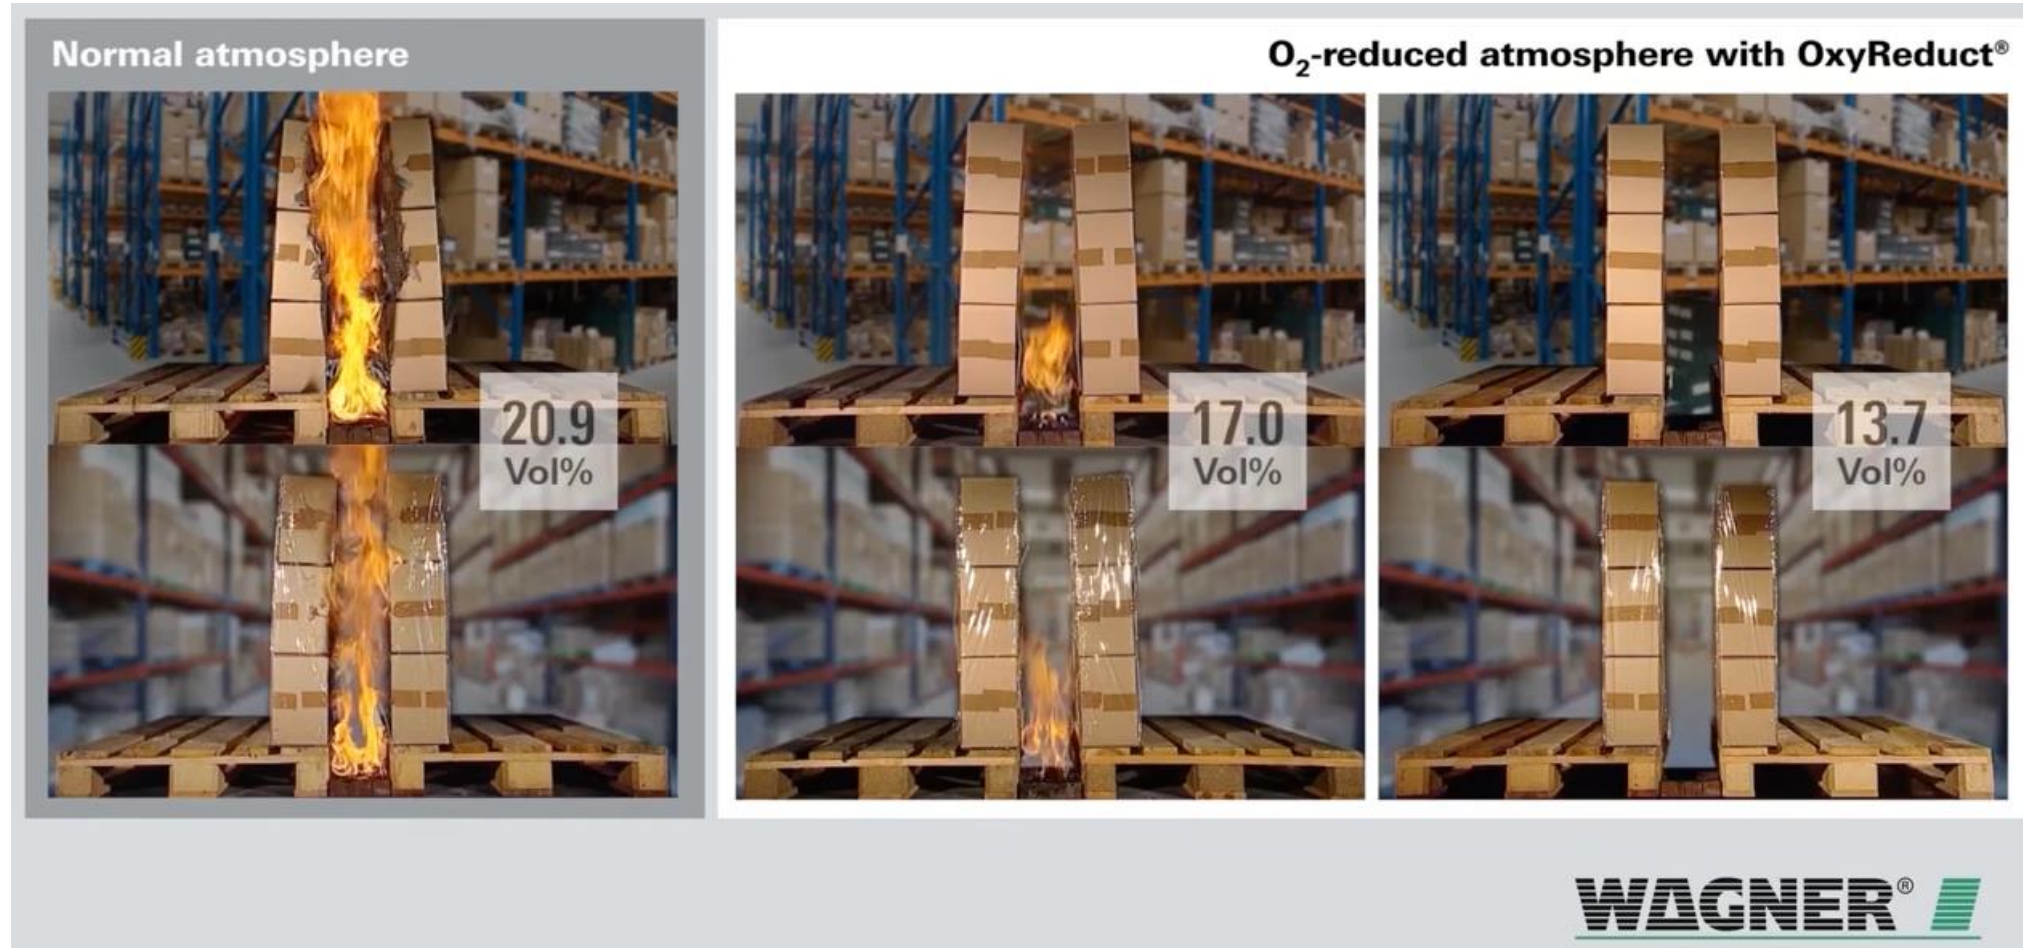 Normal atmosphere
O₂-reduced atmosphere with OxyReduct®
20.9
Vol%
17.0
Vol%
13.7
Vol%
WAGNER®